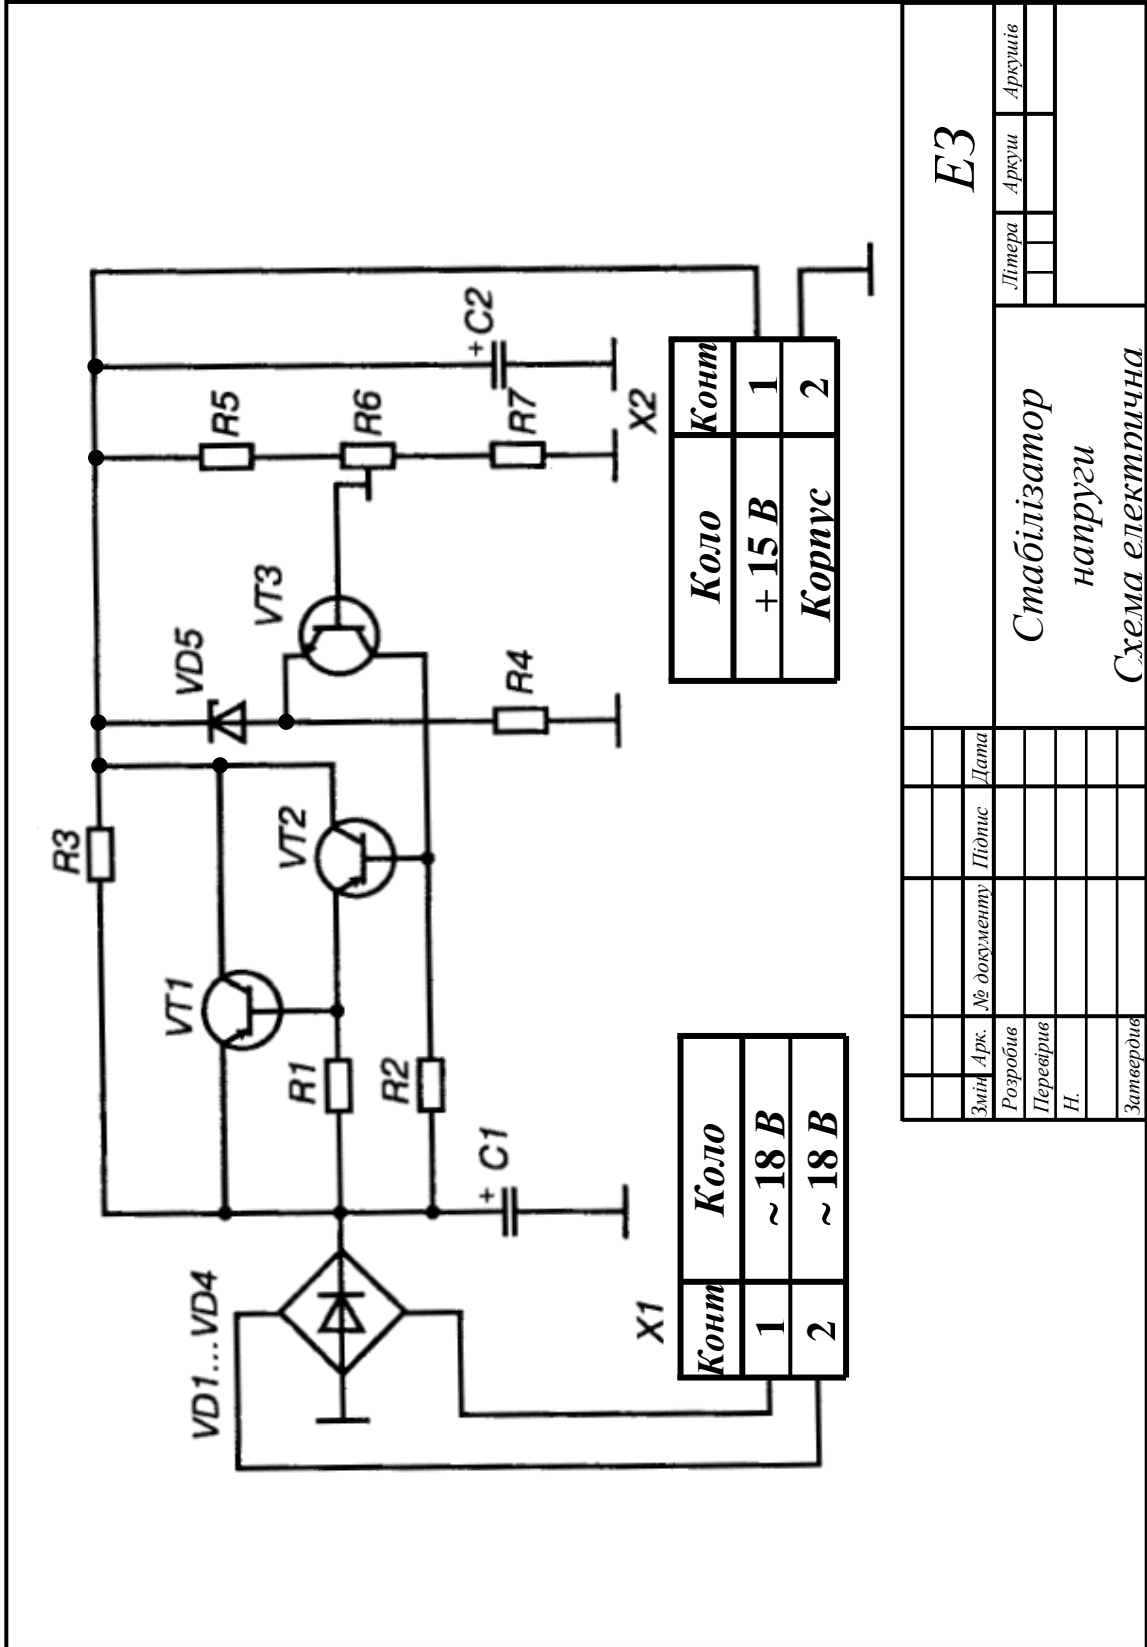 R3
VT1
VT2
VD5
VT3
R5
R6
R7
+ C2
R1
R2
R4
+ C1
VD1...VD4
X1
Конт Коло
1 ~ 18 В
2 ~ 18 В
X2
Коло Конт
+ 15 В 1
Корпус 2
Змін Арк. № документу Підпис Дата
Розробив
Перевірив
Н.
Затвердив
Стабілізатор
напруги
Схема електрична
Е3
Літера Аркуш Аркушів